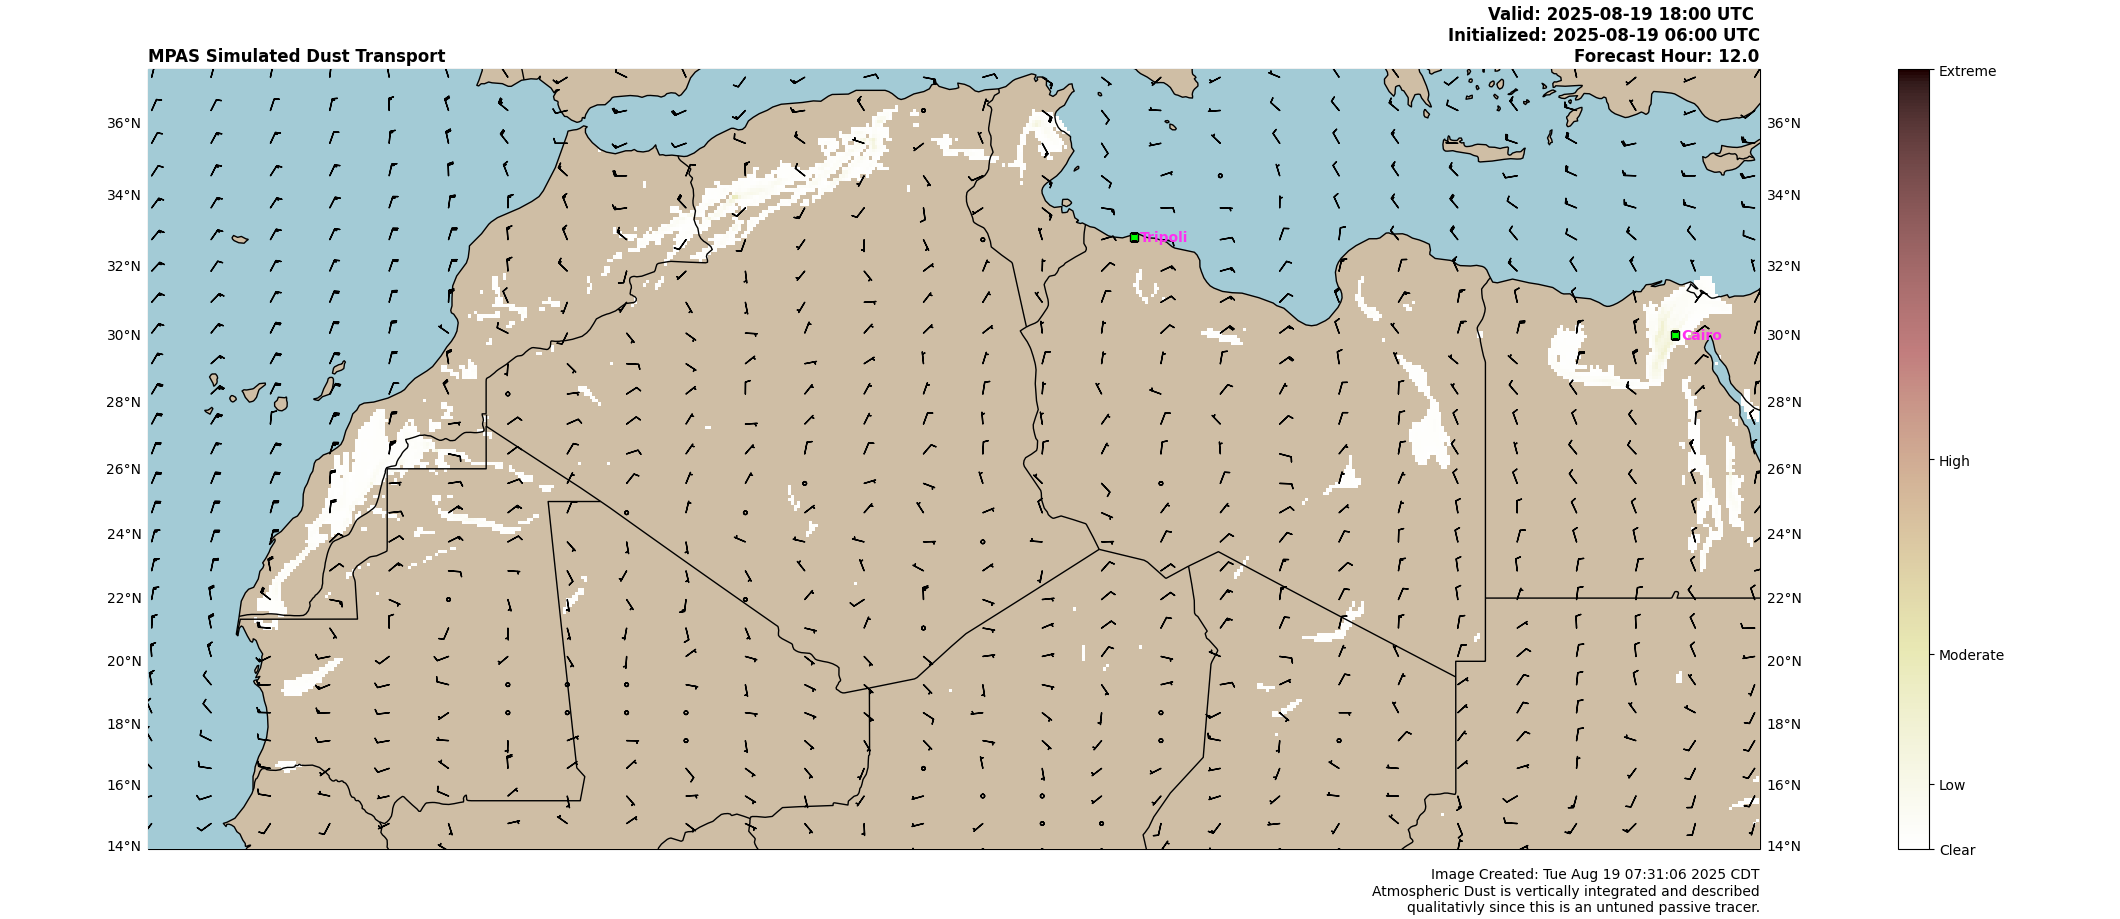 Valid: 2025-08-19 18:00 UTC
Initialized: 2025-08-19 06:00 UTC
MPAS Simulated Dust Transport
Forecast Hour: 12.0
Extreme
36°N
36°N
34°N
34°N
Tripoli
32°N
32°N
30°N
Cairo
30°N
28°N
28°N
26°N
26°N
High
24°N
24°N
22°N
22°N
20°N
20°N
Moderate
18°N
18°N
16°N
16°N
Low
14°N
14°N
Clear
Image Created: Tue Aug 19 07:31:06 2025 CDT
Atmospheric Dust is vertically integrated and described
qualitativly since this is an untuned passive tracer.